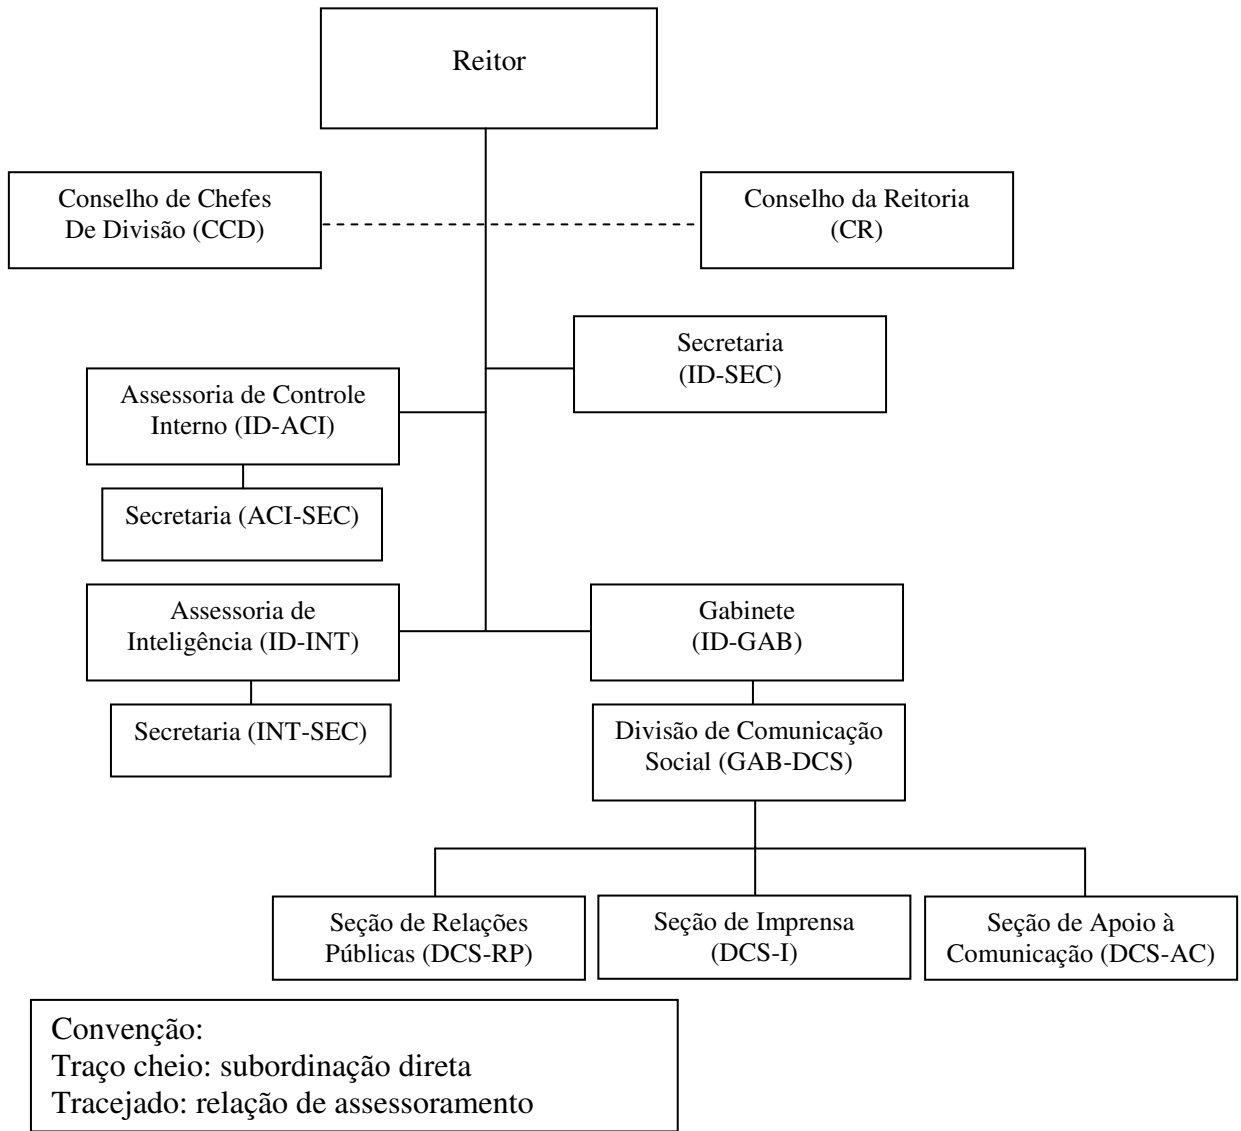 Reitor
Conselho de Chefes
De Divisão (CCD)
Conselho da Reitoria
(CR)
Secretaria
(ID-SEC)
Assessoria de Controle
Interno (ID-ACI)
Secretaria (ACI-SEC)
Assessoria de
Inteligência (ID-INT)
Gabinete
(ID-GAB)
Secretaria (INT-SEC)
Divisão de Comunicação
Social (GAB-DCS)
Seção de Relações
Públicas (DCS-RP)
Seção de Imprensa
(DCS-I)
Seção de Apoio à
Comunicação (DCS-AC)
Convenção:
Traço cheio: subordinação direta
Tracejado: relação de assessoramento